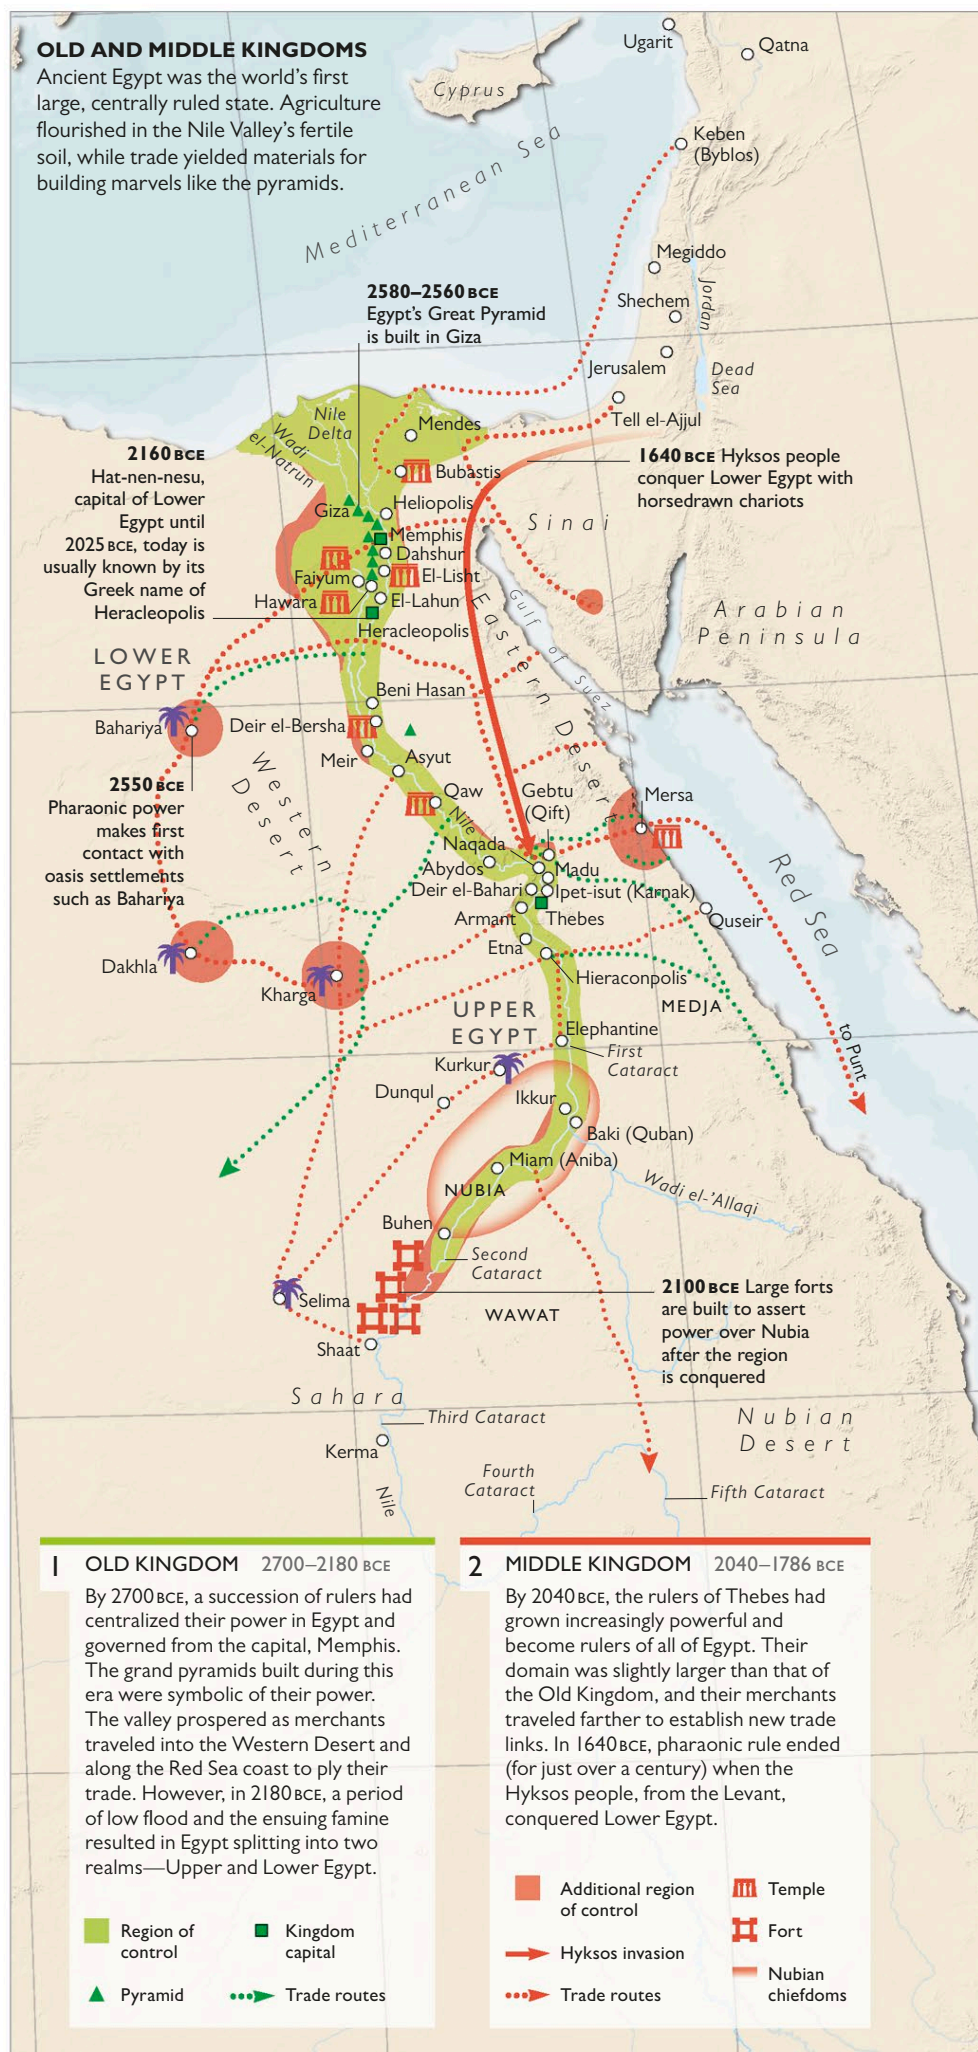 OLD AND MIDDLE KINGDOMS
Ancient Egypt was the world's first
large, centrally ruled state. Agriculture
flourished in the Nile Valley's fertile
soil, while trade yielded materials for
building marvels like the pyramids.
Ugarit
Qatna
Cyprus
Mediterranean Sea
Keben
(Byblos)
Megiddo
Jordan
Shechem
Jerusalem
Dead
Sea
Tell el-Ajjul
2580–2560 BCE
Egypt's Great Pyramid
is built in Giza
Nile
Delta
Wadi
el-Natrun
Mendes
Bubastis
2160 BCE
Hat-nen-nesu,
capital of Lower
Egypt until
2025 BCE, today is
usually known by its
Greek name of
Heracleopolis
1640 BCE Hyksos people
conquer Lower Egypt with
horsedrawn chariots
Giza
Heliopolis
Memphis
Dahshur
Faiyum
El-Lisht
Hawara
El-Lahun
Heracleopolis
Sinai
Gulf of Suez
Eastern Desert
Arabian
Peninsula
LOWER
EGYPT
Beni Hasan
Bahariya
Deir el-Bersha
Meir
Asyut
Western
Desert
2550 BCE
Pharaonic power
makes first
contact with
oasis settlements
such as Bahariya
Qaw
Nile
Gebtu
(Qift)
Mersa
Naqada
Abydos
Madu
Deir el-Bahari
Ipet-isut (Karnak)
Armant
Thebes
Quseir
Red Sea
Etna
Hieraconpolis
Dakhla
Kharga
MEDJA
UPPER
EGYPT
Elephantine
First
Cataract
to Punt
Kurkur
Dunqul
Ikkur
Baki (Quban)
Miam (Aniba)
NUBIA
Wadi el-'Allaqi
Buhen
Second
Cataract
2100 BCE Large forts
are built to assert
power over Nubia
after the region
is conquered
Selima
WAWAT
Shaat
Sahara
Third Cataract
Nubian
Desert
Kerma
Nile
Fourth
Cataract
Fifth Cataract
1 OLD KINGDOM 2700–2180 BCE
By 2700 BCE, a succession of rulers had
centralized their power in Egypt and
governed from the capital, Memphis.
The grand pyramids built during this
era were symbolic of their power.
The valley prospered as merchants
traveled into the Western Desert and
along the Red Sea coast to ply their
trade. However, in 2180 BCE, a period
of low flood and the ensuing famine
resulted in Egypt splitting into two
realms—Upper and Lower Egypt.
Region of
control
Kingdom
capital
Pyramid
Trade routes
2 MIDDLE KINGDOM 2040–1786 BCE
By 2040 BCE, the rulers of Thebes had
grown increasingly powerful and
become rulers of all of Egypt. Their
domain was slightly larger than that of
the Old Kingdom, and their merchants
traveled farther to establish new trade
links. In 1640 BCE, pharaonic rule ended
(for just over a century) when the
Hyksos people, from the Levant,
conquered Lower Egypt.
Additional region
of control
Temple
Fort
Hyksos invasion
Nubian
chiefdoms
Trade routes